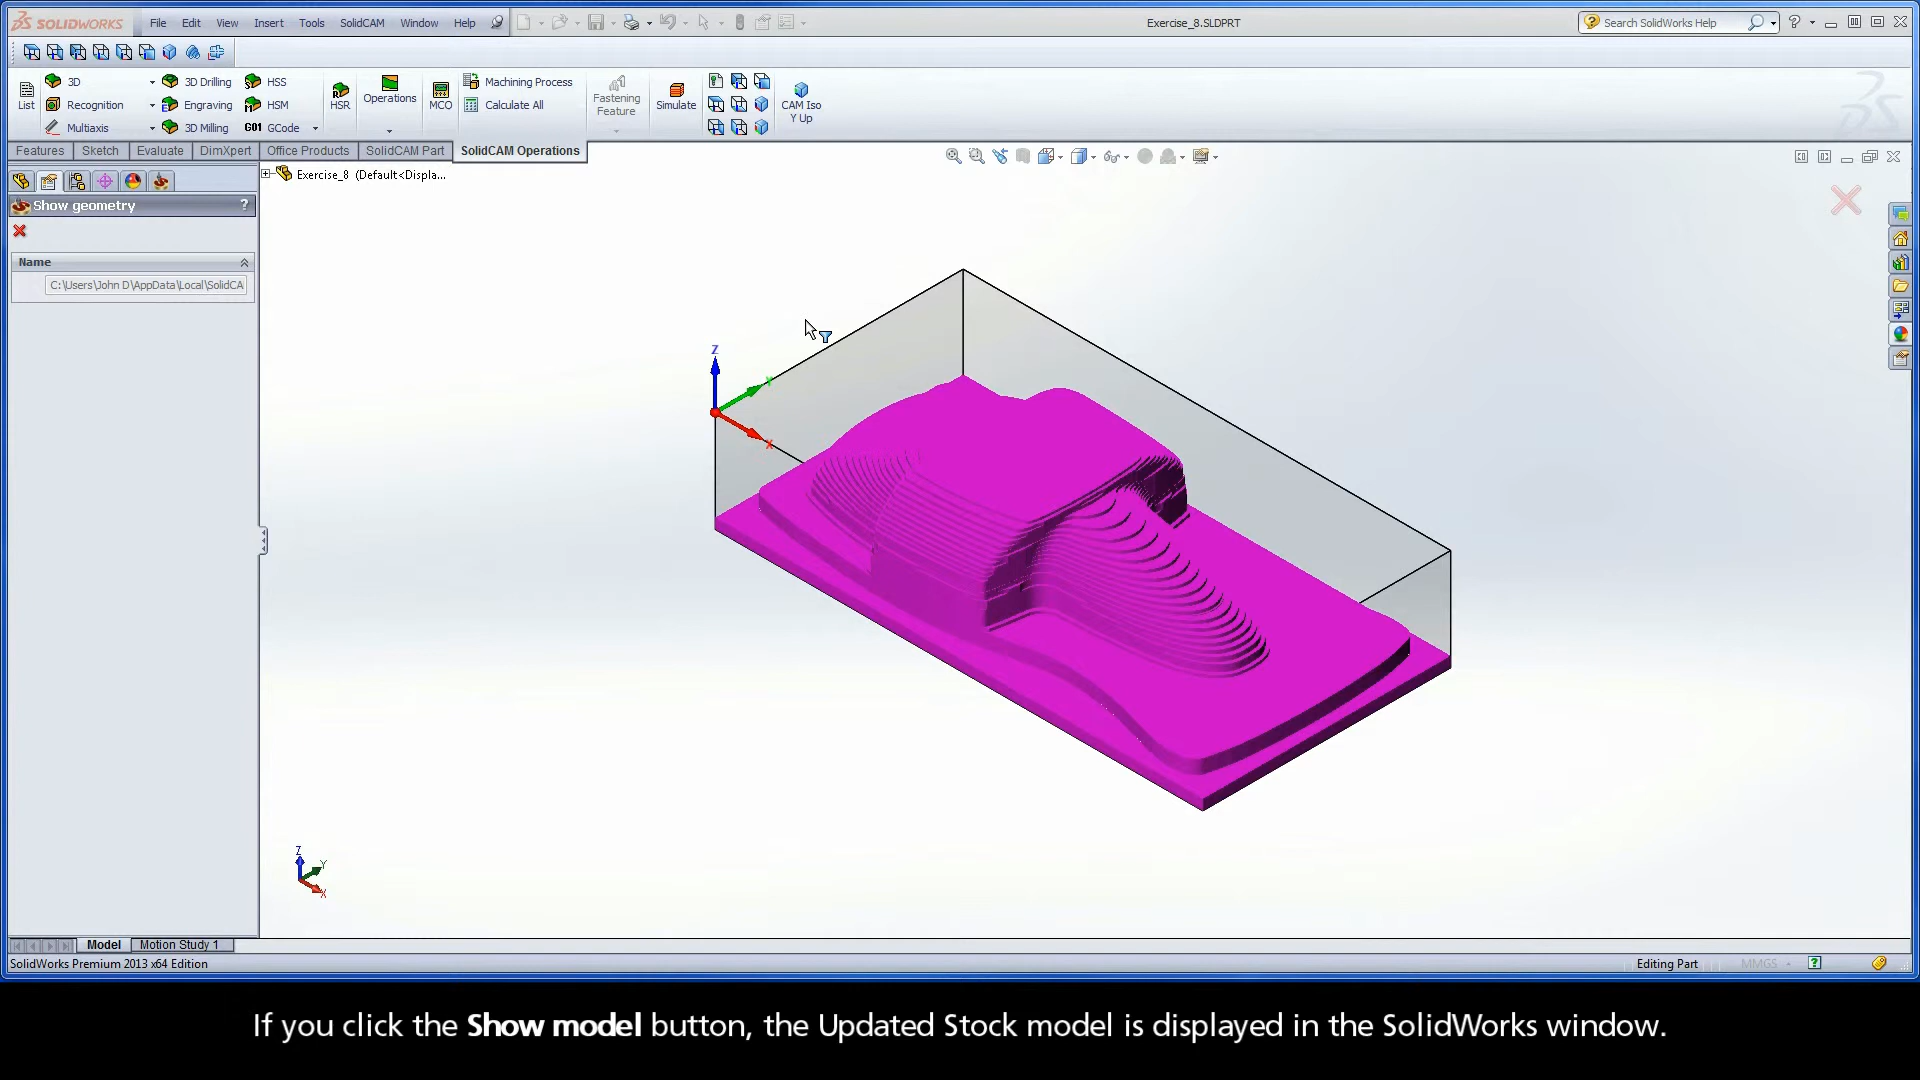 SOLIDWORKS File Edit View Insert Tools SolidCAM Window Help Exercise_8.SLDPRT Search SolidWorks Help
3D 3D Drilling HSS Machining Process
List Recognition Engraving HSM HSR Operations MCO Calculate All Fastening Feature Simulate CAM Iso Y Up
Multiaxis 3D Milling G01 GCode
Features Sketch Evaluate DimXpert Office Products SolidCAM Part SolidCAM Operations
Exercise_8 (Default<Displa...
Show geometry ?
Name
C:\Users\John D\AppData\Local\SolidCA
Z
Y
X
Z
Y
X
Model Motion Study 1
SolidWorks Premium 2013 x64 Edition Editing Part MMGS
If you click the Show model button, the Updated Stock model is displayed in the SolidWorks window.